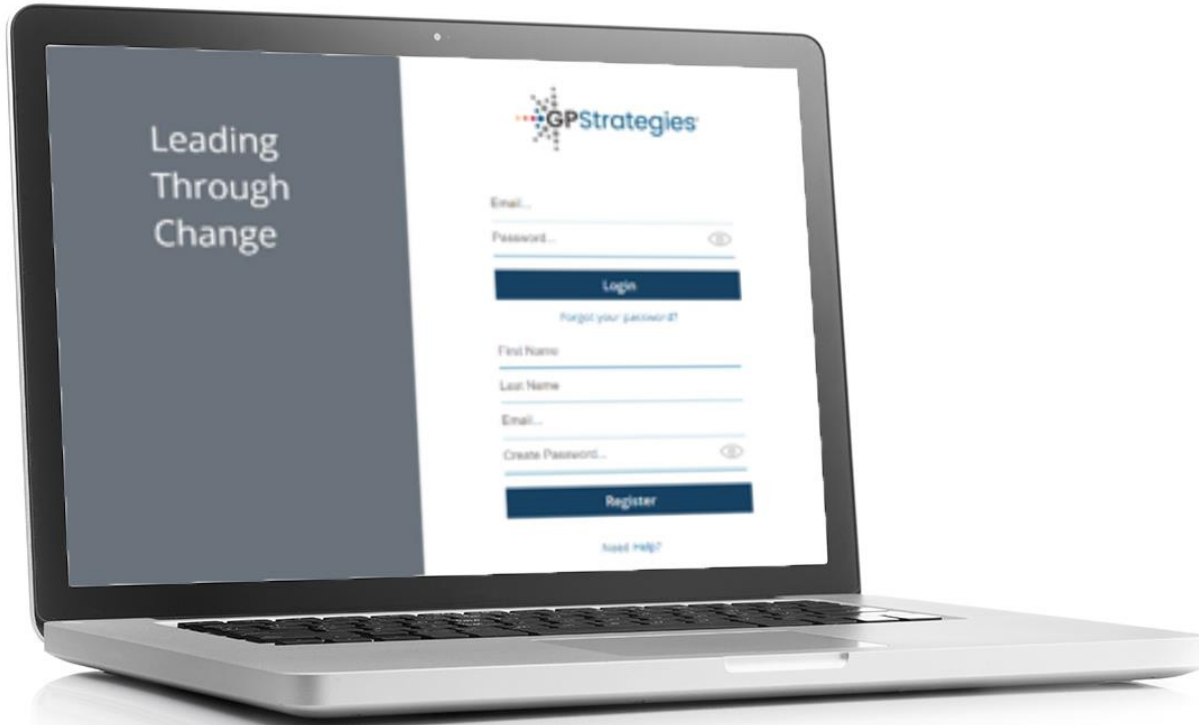 Leading
Through
Change
GPStrategies
Email...
Password...
Login
Forgot your password?
First Name
Last Name
Email...
Create Password...
Register
Need Help?